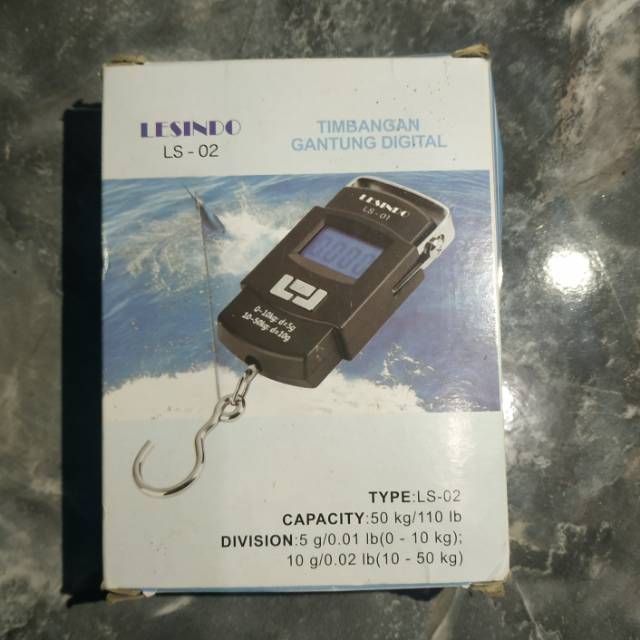 LESINDO
LS - 02
TIMBANGAN
GANTUNG DIGITAL
LESINDO
LS-01
0-10kg d=5g
10-50kg d=10g
TYPE:LS-02
CAPACITY:50 kg/110 lb
DIVISION:5 g/0.01 lb(0 - 10 kg);
10 g/0.02 lb(10 - 50 kg)